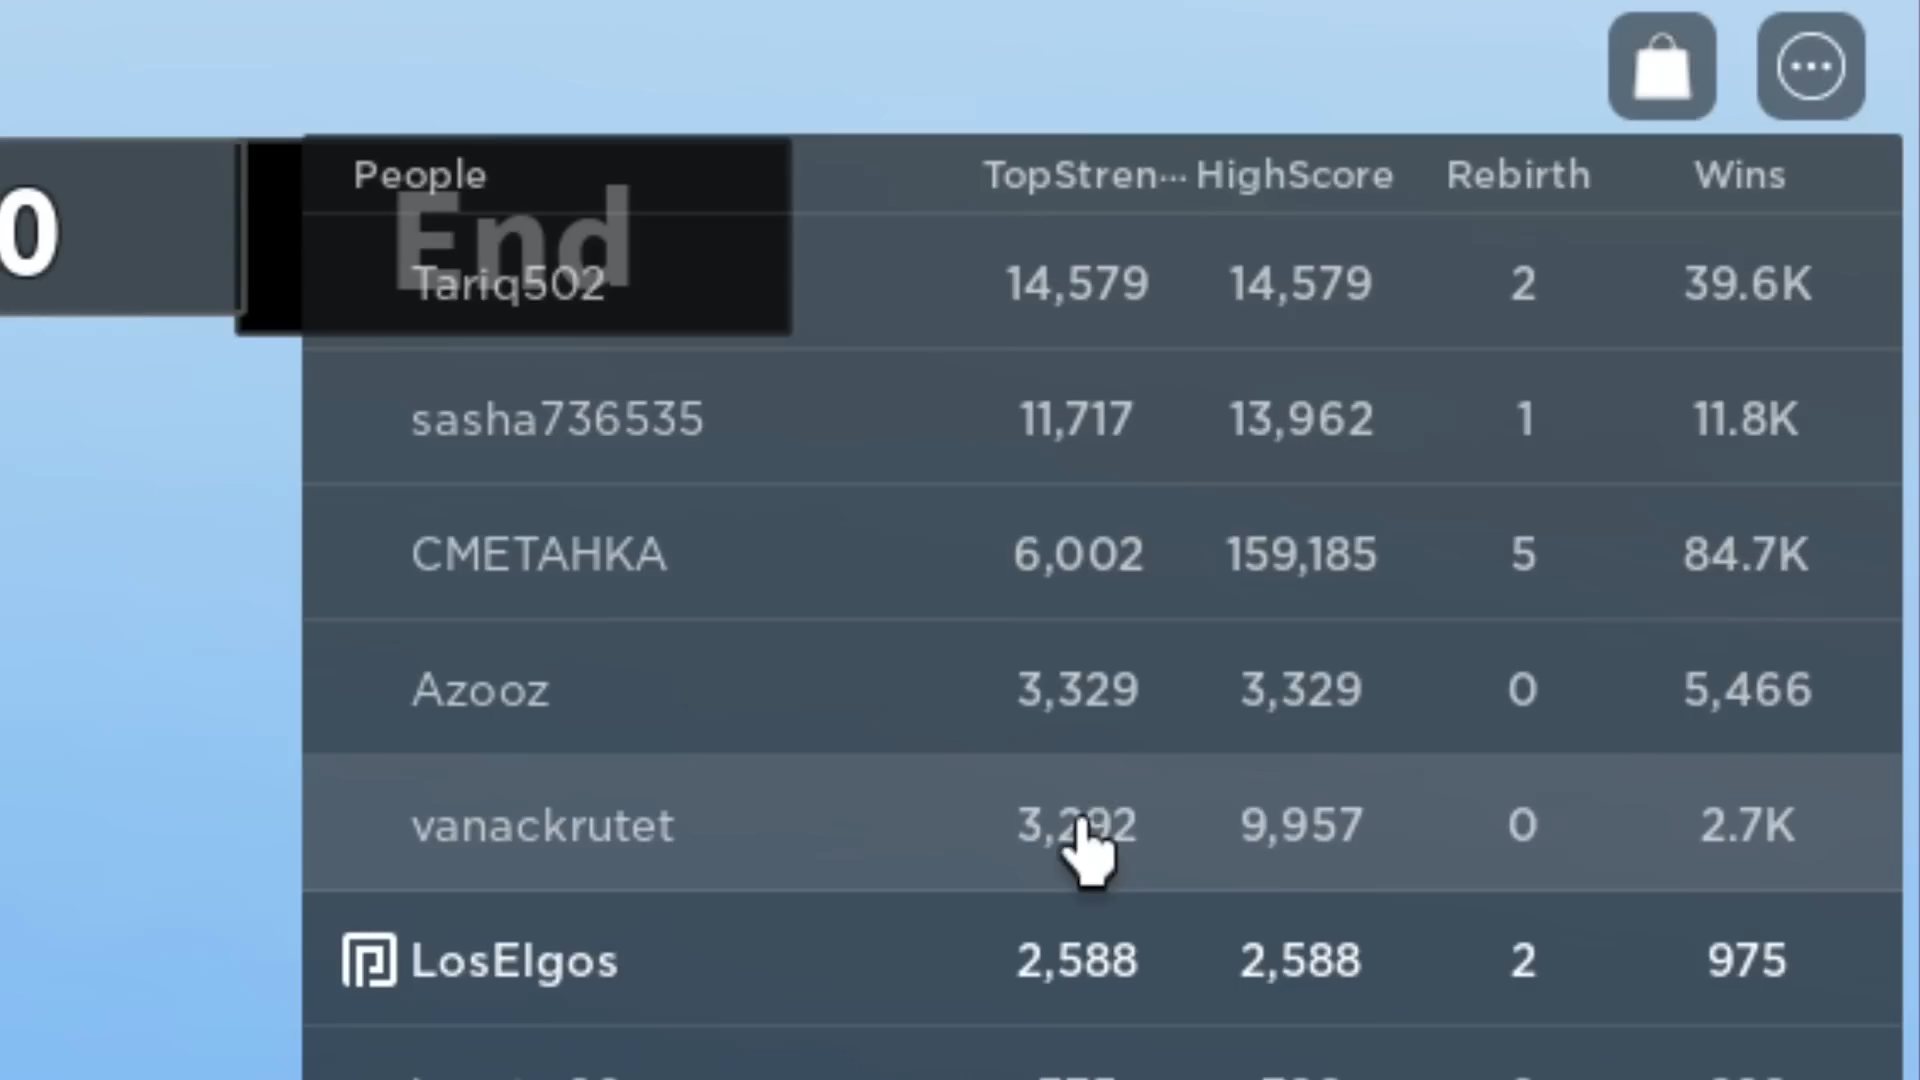 People TopStren... HighScore Rebirth Wins
0
End
Tariq502 14,579 14,579 2 39.6K
sasha736535 11,717 13,962 1 11.8K
CMETAHKA 6,002 159,185 5 84.7K
Azooz 3,329 3,329 0 5,466
vanackrutet 3,292 9,957 0 2.7K
LosElgos 2,588 2,588 2 975